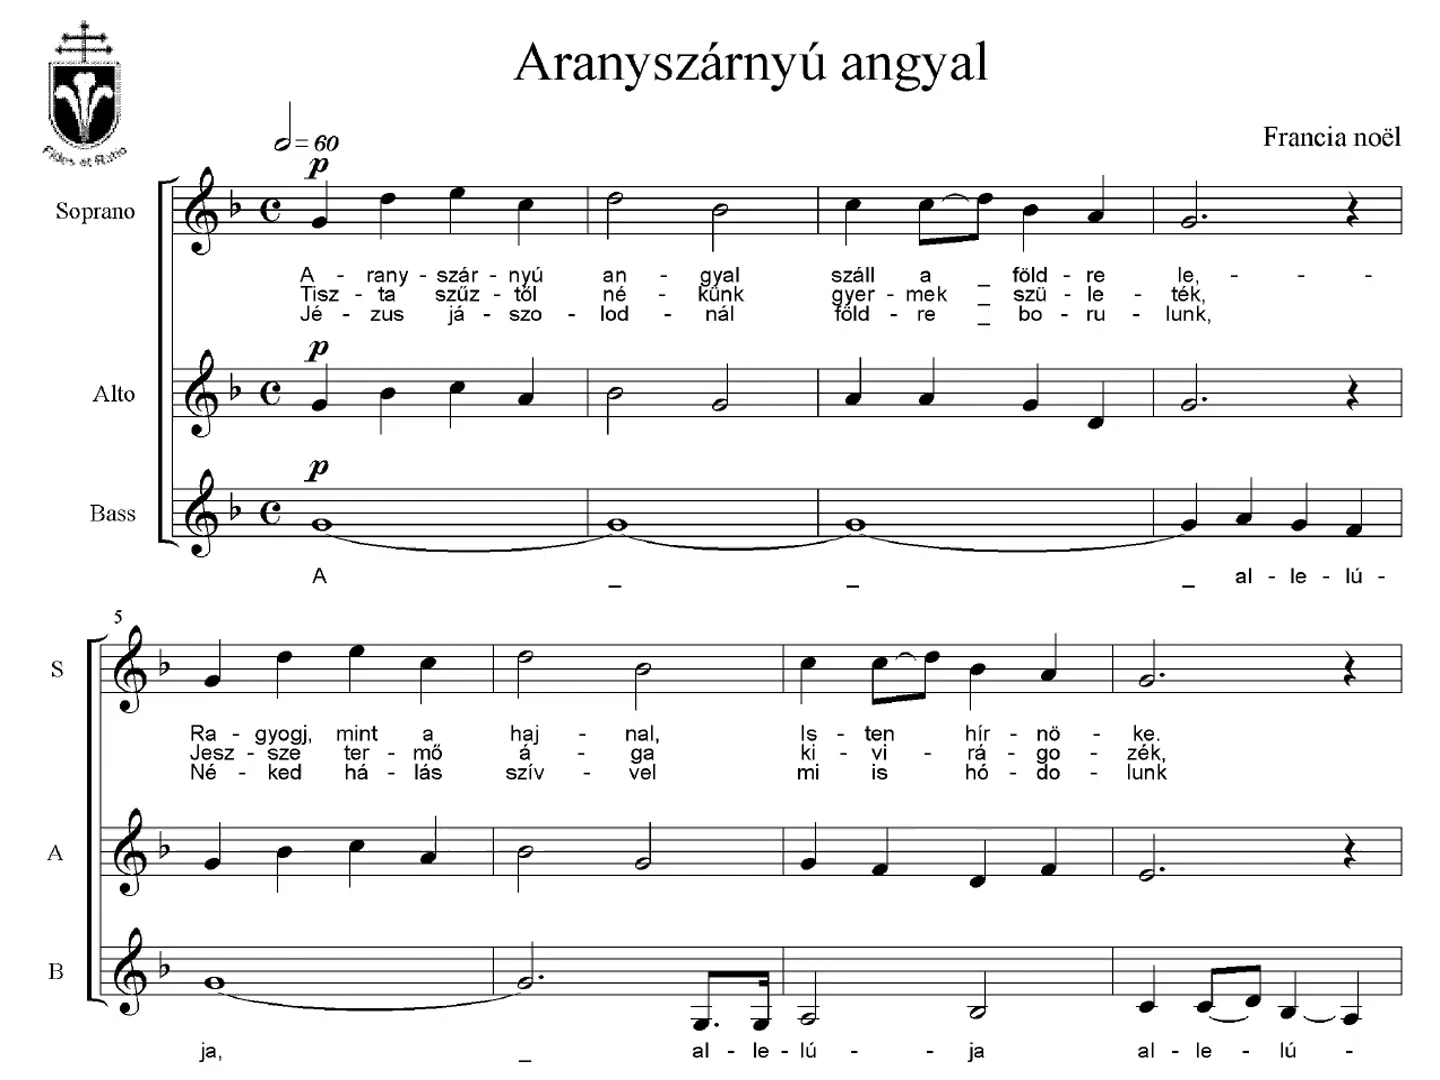 Aranyszárnyú angyal
= 60
Francia noël
Fides et Ratio
p
Soprano
A - rany - szár - nyú an - gyal száll a _ föld - re le, - - -
Tisz - ta szűz - től né - künk gyer - mek _ szü - le - ték,
Jé - zus já - szo - lod - nál föld - re _ bo - ru - lunk,
p
Alto
p
Bass
A _ _ _ al - le - lú -
5
S
Ra - gyogj, mint a haj - nal, Is - ten hír - nö - ke.
Jesz - sze ter - mő á - ga ki - vi - rá - go - zék,
Né - ked há - lás szív - vel mi is hó - do - lunk
A
B
ja, _ al - le - lú - - ja al - le - lú -